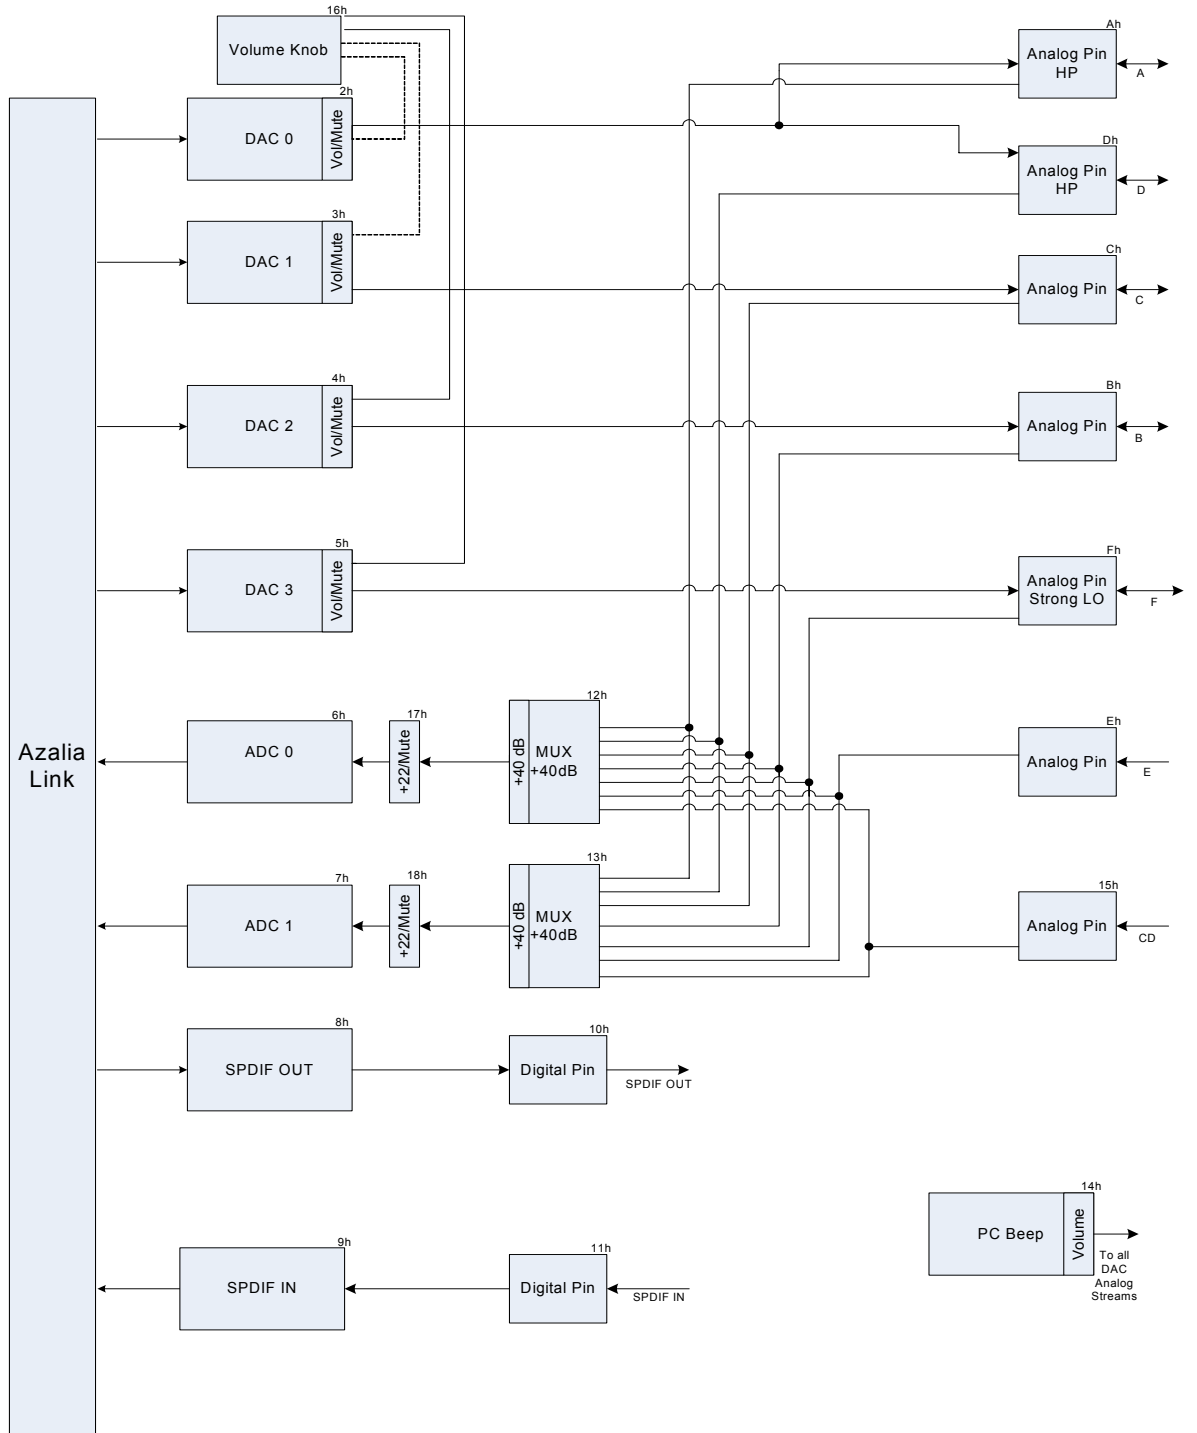 16h
Volume Knob
Ah
Analog Pin
HP
A
2h
DAC 0
Vol/Mute
Dh
Analog Pin
HP
D
3h
DAC 1
Vol/Mute
Ch
Analog Pin
C
4h
DAC 2
Vol/Mute
Bh
Analog Pin
B
5h
DAC 3
Vol/Mute
Fh
Analog Pin
Strong LO
F
Azalia
Link
6h
ADC 0
17h
+22/Mute
12h
+40 dB
MUX
+40dB
Eh
Analog Pin
E
7h
ADC 1
18h
+22/Mute
13h
+40 dB
MUX
+40dB
15h
Analog Pin
CD
8h
SPDIF OUT
10h
Digital Pin
SPDIF OUT
14h
PC Beep
Volume
To all
DAC
Analog
Streams
9h
SPDIF IN
11h
Digital Pin
SPDIF IN